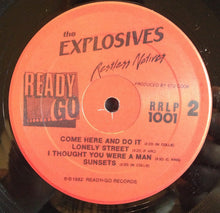 the EXPLOSIVES
Restless Natives
PRODUCED BY STU COOK
READY
GO
RRLP
1001
2
COME HERE AND DO IT
LONELY STREET
I THOUGHT YOU WERE A MAN
SUNSETS
1982 READY-GO RECORDS